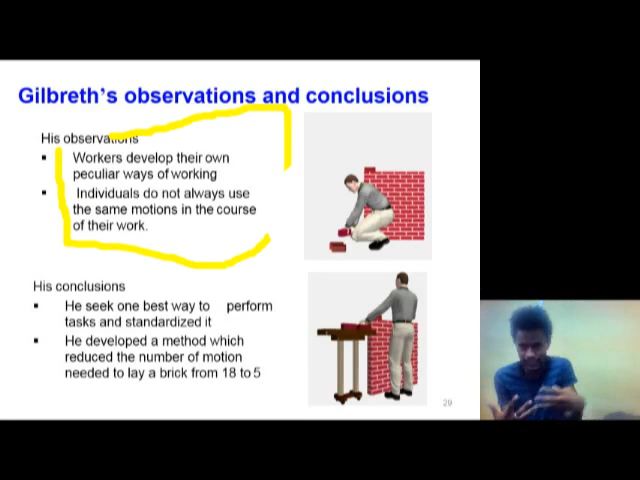 Gilbreth's observations and conclusions
His observations
▪ Workers develop their own
peculiar ways of working
▪ Individuals do not always use
the same motions in the course
of their work.
His conclusions
▪ He seek one best way to perform
tasks and standardized it
▪ He developed a method which
reduced the number of motion
needed to lay a brick from 18 to 5
29